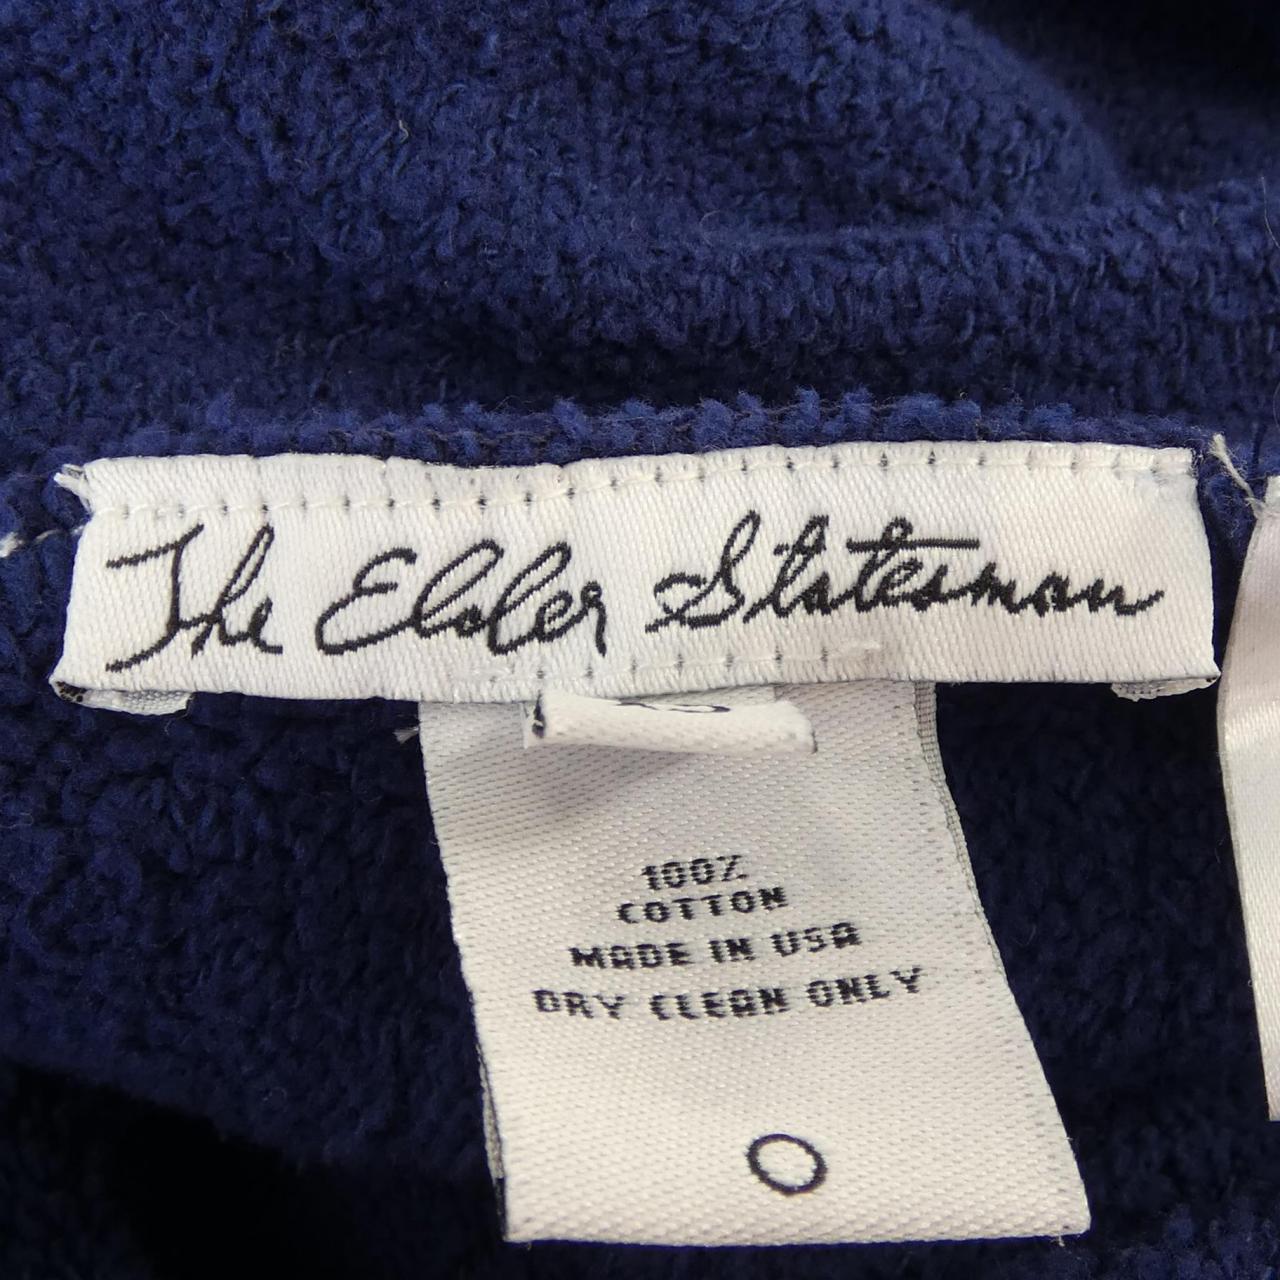 The Elder Statesman
100%
COTTON
MADE IN USA
DRY CLEAN ONLY